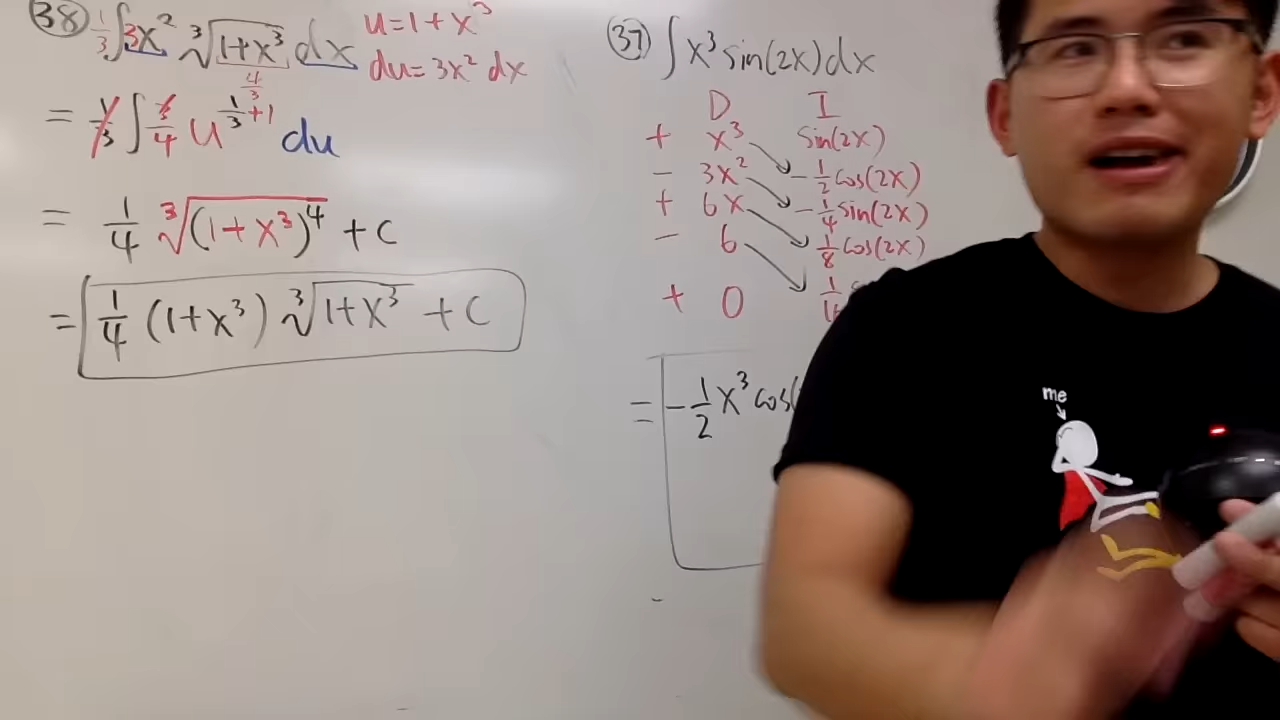 38 1/3 ∫ 3x² ∛(1+x³) dx
u = 1 + x³
du = 3x² dx
= 1/3 ∫ 3/4 u^(1/3+1) 4/3 du
= 1/4 ∛((1+x³)⁴) + C
= 1/4 (1+x³) ∛(1+x³) + C
37 ∫ x³ sin(2x) dx
D I
+ x³ sin(2x)
- 3x² -1/2 cos(2x)
+ 6x -1/4 sin(2x)
- 6 1/8 cos(2x)
+ 0
= -1/2 x³ cos(
me